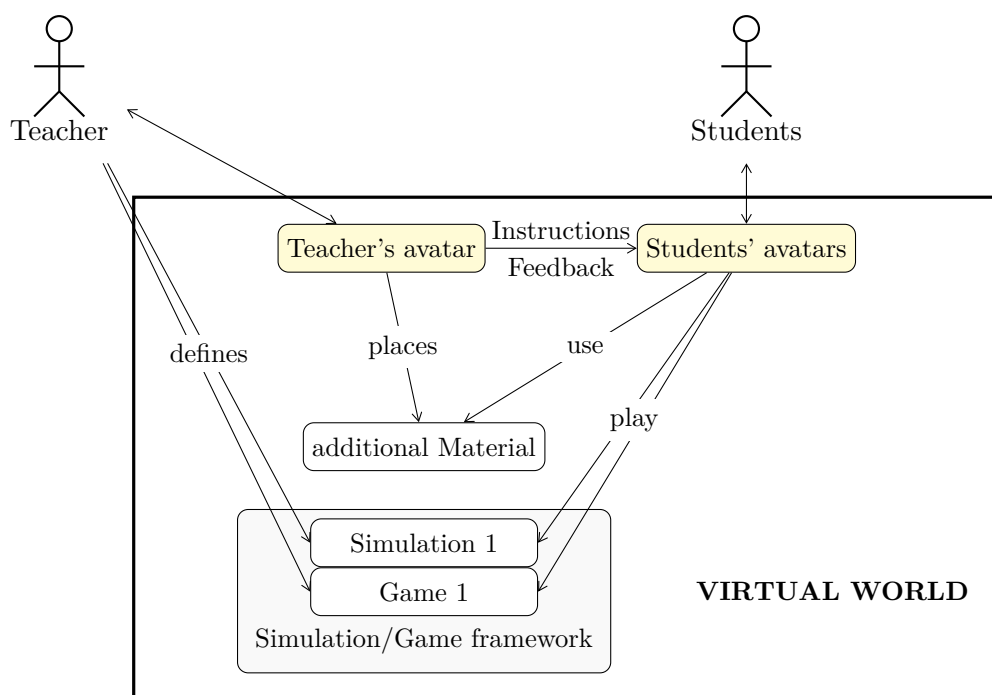 Teacher
Students
Teacher's avatar
Instructions
Feedback
Students' avatars
defines
places
use
play
additional Material
Simulation 1
Game 1
Simulation/Game framework
VIRTUAL WORLD